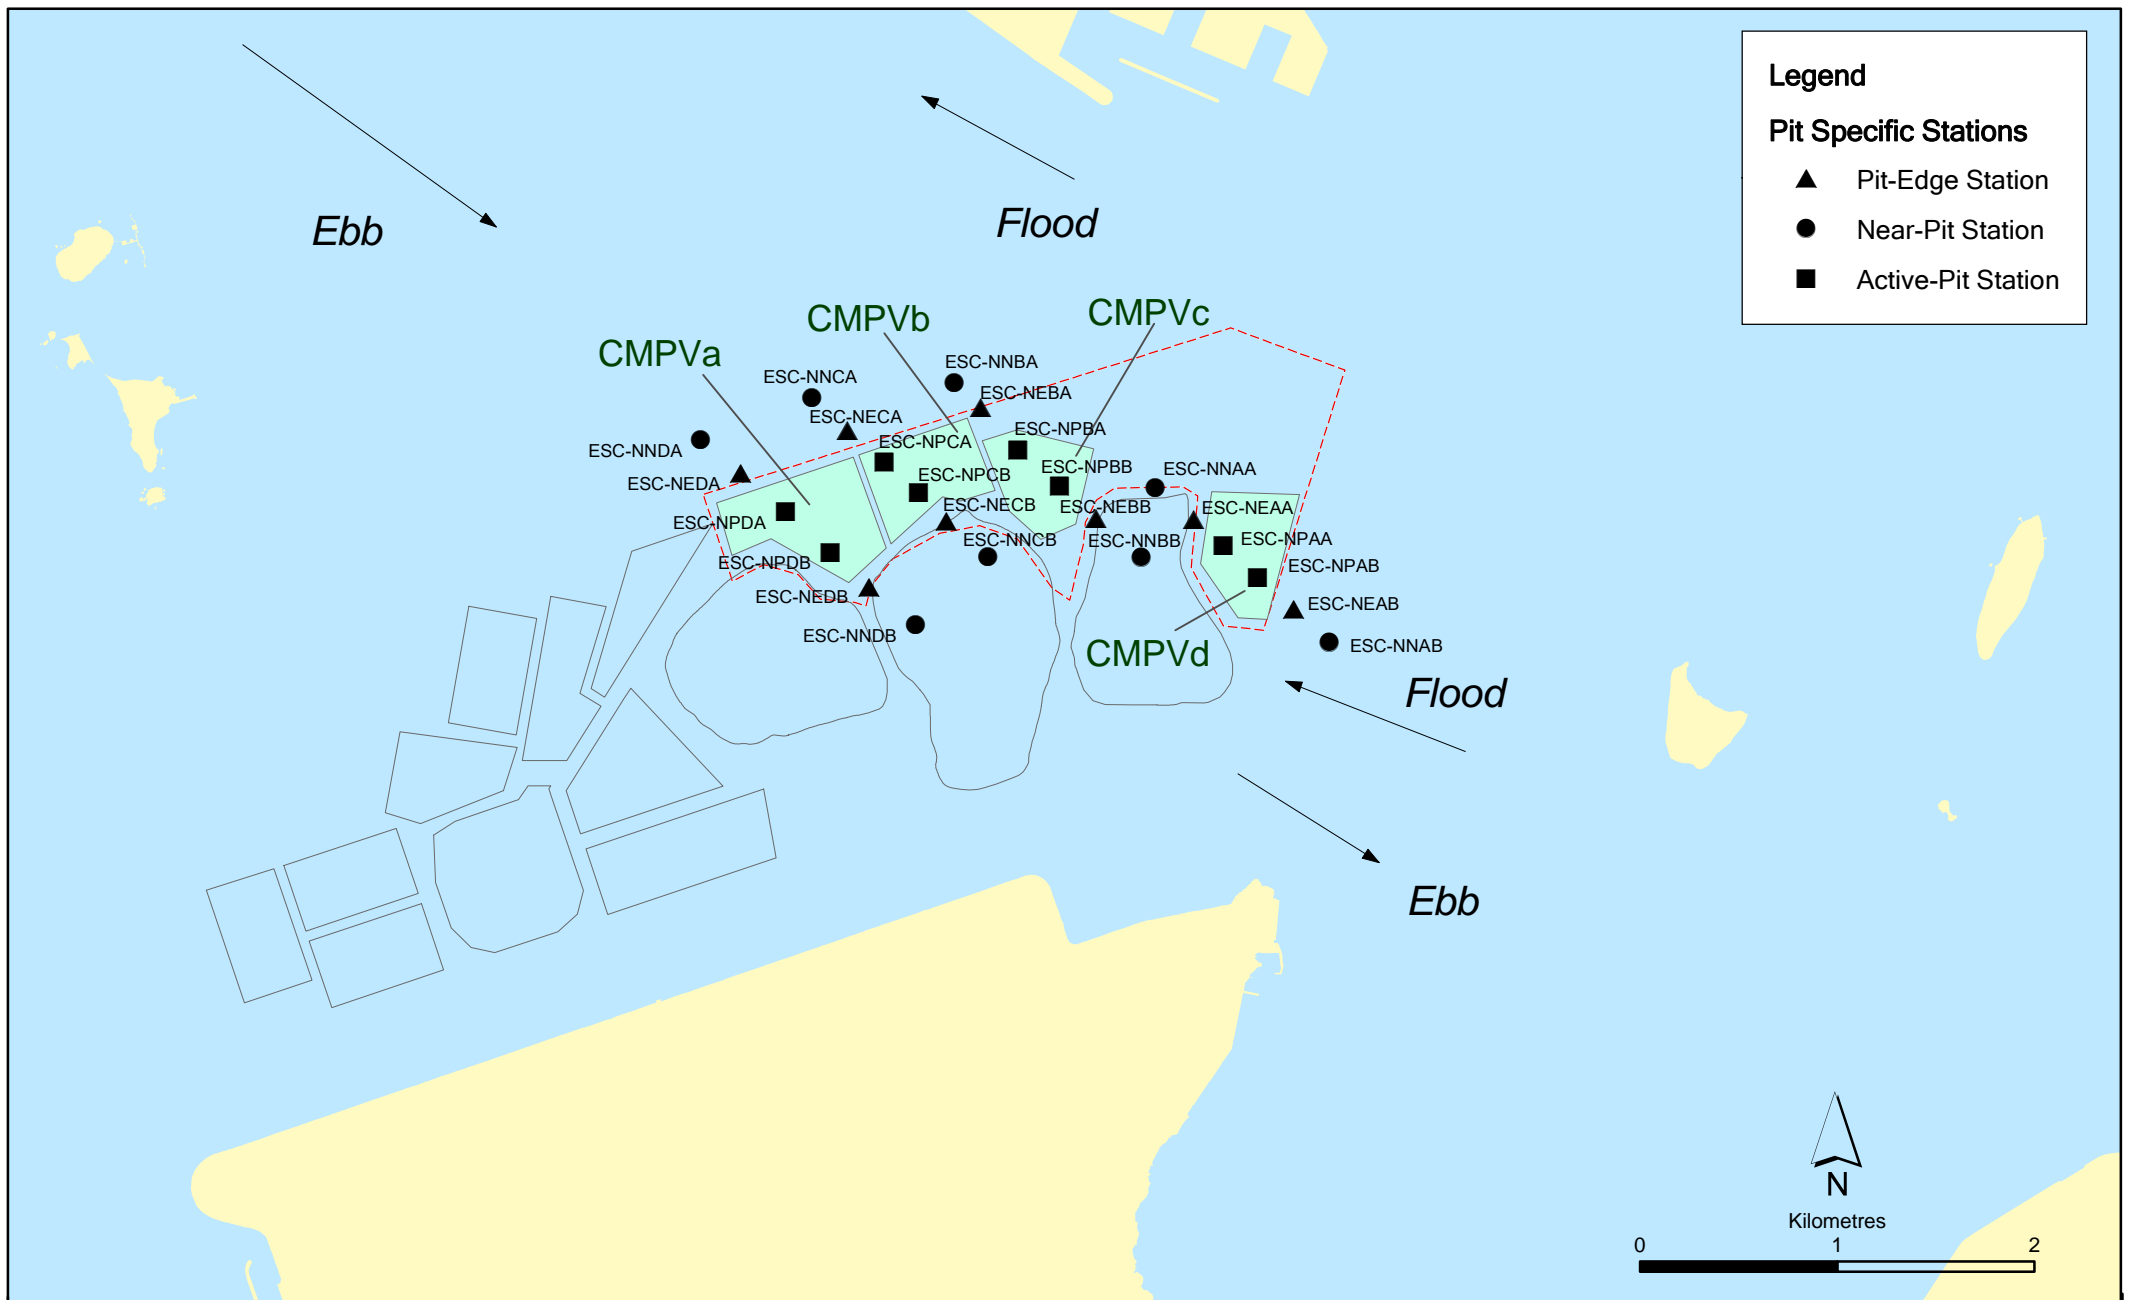 Legend
Pit Specific Stations
Pit-Edge Station
Near-Pit Station
Active-Pit Station
Ebb
Flood
CMPVa
CMPVb
CMPVc
ESC-NNBA
ESC-NNCA
ESC-NEBA
ESC-NECA
ESC-NPBA
ESC-NPCA
ESC-NNDA
ESC-NPBB
ESC-NNAA
ESC-NPCB
ESC-NEDA
ESC-NECB
ESC-NEBB
ESC-NEAA
ESC-NPDA
ESC-NNCB
ESC-NNBB
ESC-NPAA
ESC-NPDB
ESC-NPAB
ESC-NEDB
ESC-NEAB
ESC-NNDB
ESC-NNAB
CMPVd
Flood
Ebb
N
Kilometres
0 1 2